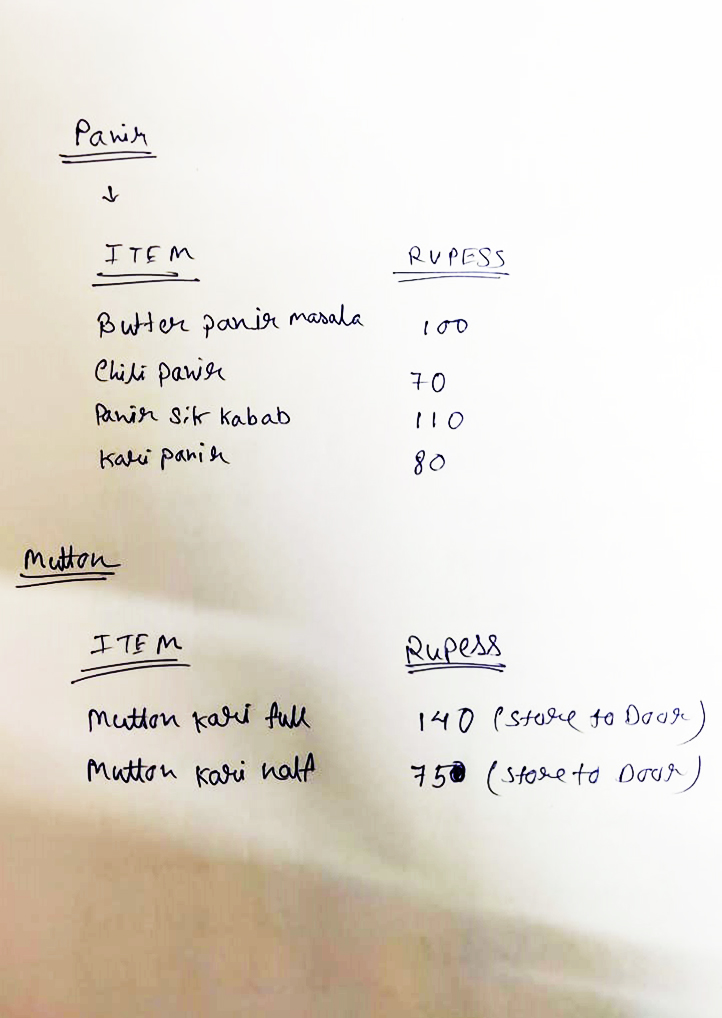 Panir
↓
ITEM RUPESS
Butter panir masala 100
Chili panir 70
Panir sik kabab 110
Kari panir 80
Mutton
ITEM Rupess
Mutton kari full 140 (store to Door)
Mutton kari half 75 (store to Door)